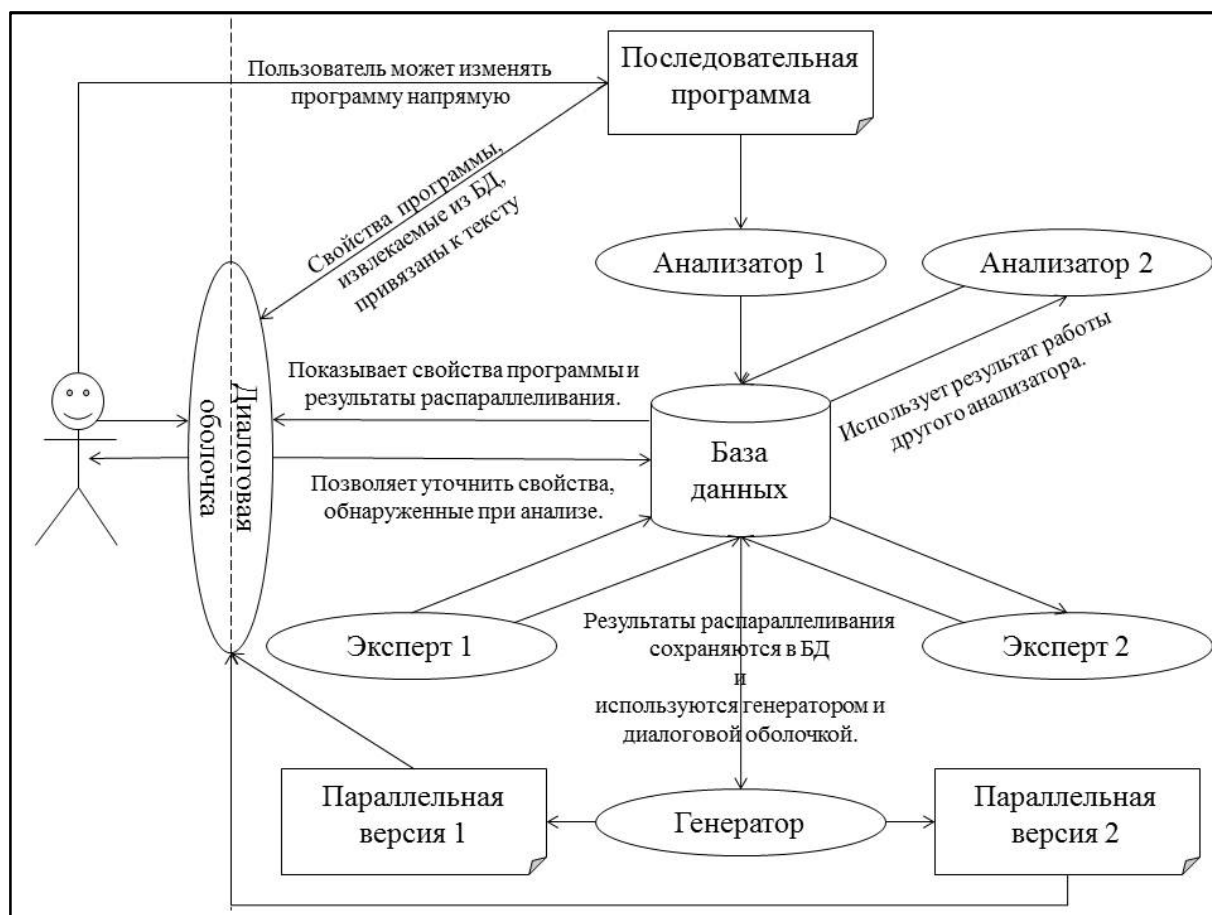 Последовательная
программа
Пользователь может изменять
программу напрямую
Свойства программы,
извлекаемые из БД,
привязаны к тексту
Анализатор 1
Анализатор 2
Использует результат работы
другого анализатора.
Показывает свойства программы и
результаты распараллеливания.
Диалоговая
оболочка
База
данных
Позволяет уточнить свойства,
обнаруженные при анализе.
Эксперт 1
Результаты распараллеливания
сохраняются в БД
и
используются генератором и
диалоговой оболочкой.
Эксперт 2
Параллельная
версия 1
Генератор
Параллельная
версия 2